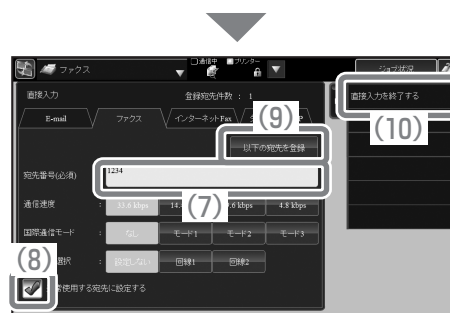 ファクス
通信中 プリンター
ジョブ状況
直接入力
登録宛先件数 : 1
直接入力を終了する
(9)
(10)
E-mail ファクス インターネットFax
以下の宛先を登録
宛先番号(必須) 1234
(7)
通信速度 : 33.6 kbps 4.8 kbps
国際通信モード : なし モード1 モード2 モード3
(8)
選択 : 設定しない 回線1 回線2
使用する宛先に設定する